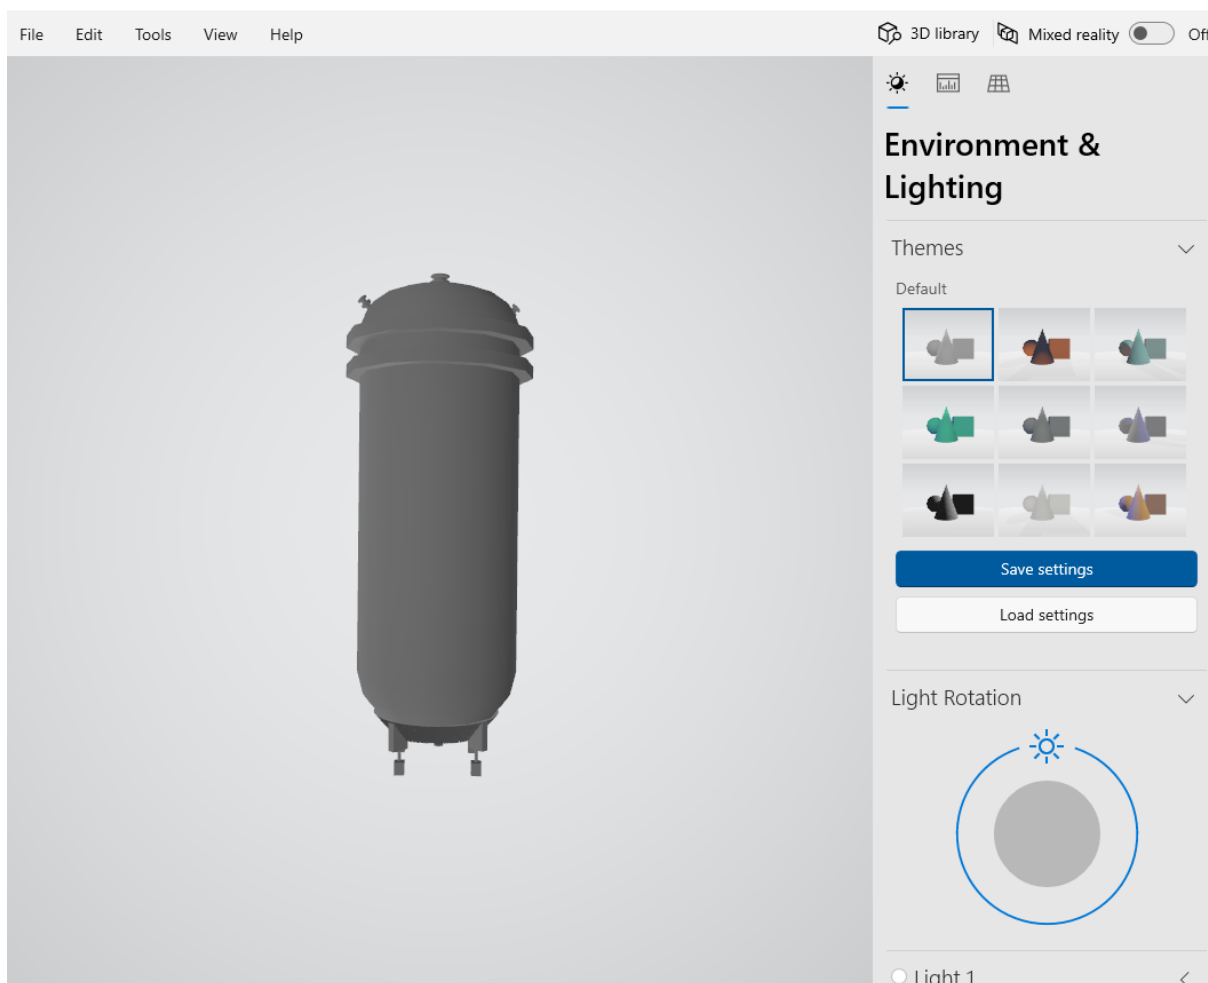 File Edit Tools View Help 3D library Mixed reality Off
Environment &
Lighting
Themes
Default
Save settings
Load settings
Light Rotation
Light 1